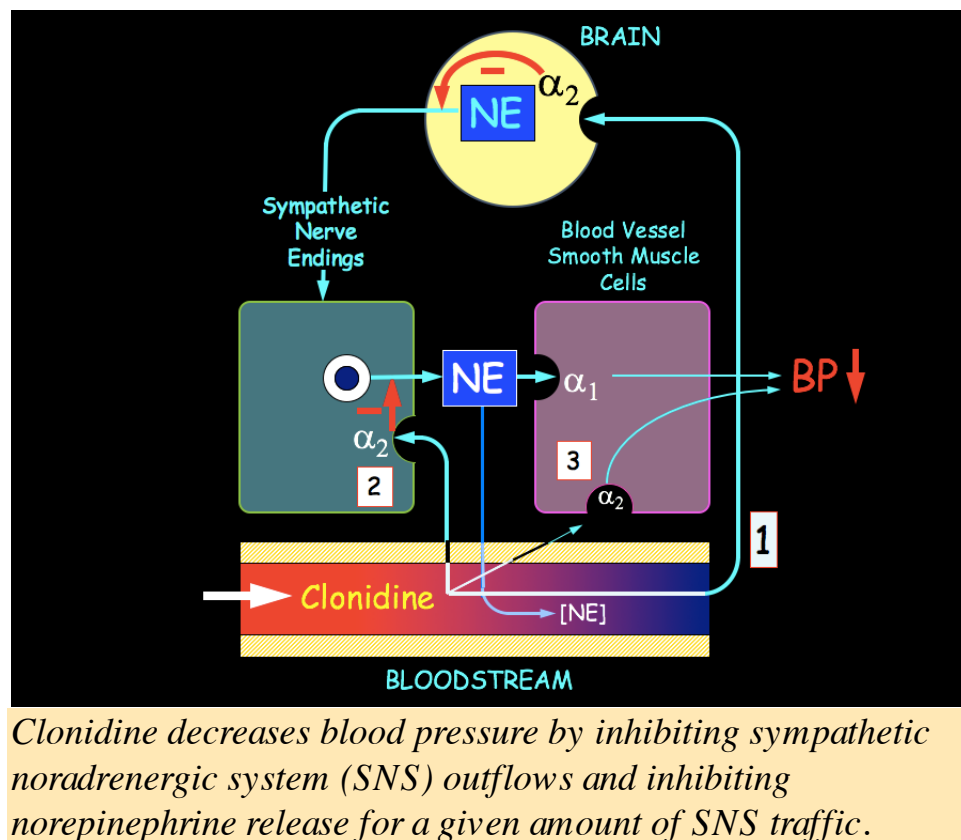 BRAIN
α2
NE
Sympathetic
Nerve
Endings
Blood Vessel
Smooth Muscle
Cells
NE
α1
BP
α2
2
3
α2
1
Clonidine
[NE]
BLOODSTREAM
Clonidine decreases blood pressure by inhibiting sympathetic
noradrenergic system (SNS) outflows and inhibiting
norepinephrine release for a given amount of SNS traffic.